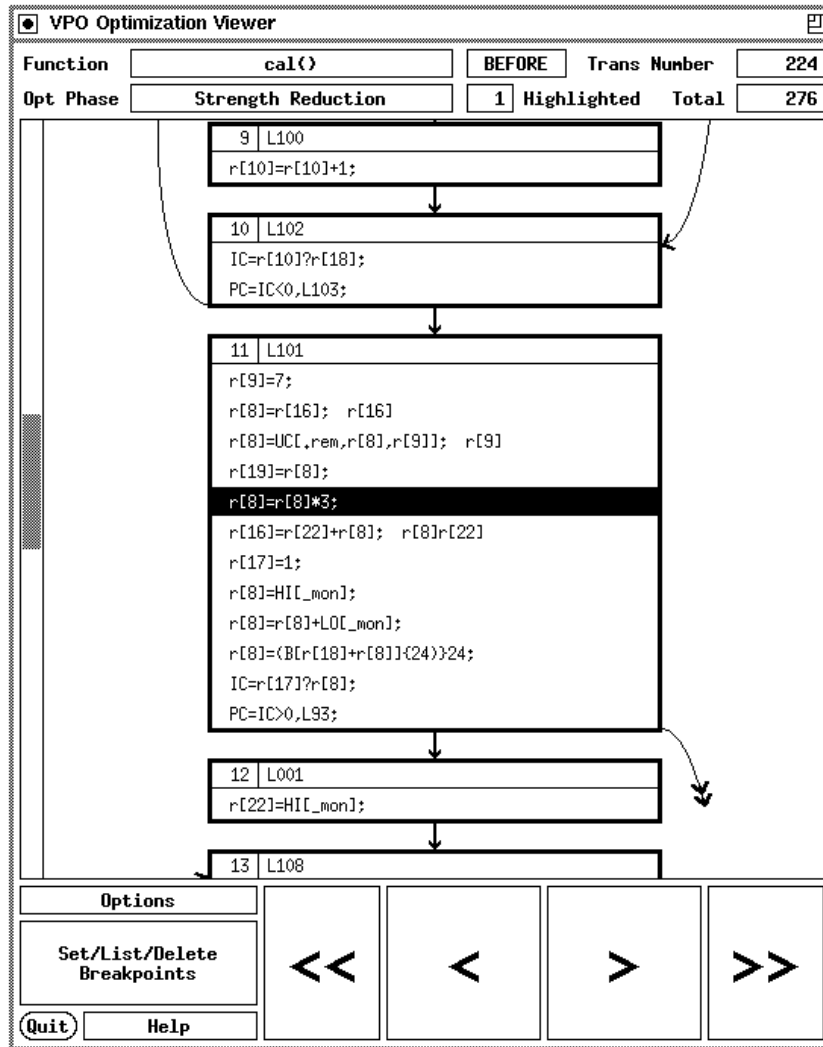 VPO Optimization Viewer
Function cal() BEFORE Trans Number 224
Opt Phase Strength Reduction 1 Highlighted Total 276
9 L100
r[10]=r[10]+1;
10 L102
IC=r[10]?r[18];
PC=IC<0,L103;
11 L101
r[9]=7;
r[8]=r[16]; r[16]
r[8]=UC[.rem,r[8],r[9]]; r[9]
r[19]=r[8];
r[8]=r[8]*3;
r[16]=r[22]+r[8]; r[8]r[22]
r[17]=1;
r[8]=HI[_mon];
r[8]=r[8]+LO[_mon];
r[8]=(B[r[18]+r[8]]{24)}24;
IC=r[17]?r[8];
PC=IC>0,L93;
12 L001
r[22]=HI[_mon];
13 L108
Options
Set/List/Delete
Breakpoints
<< < > >>
Quit Help